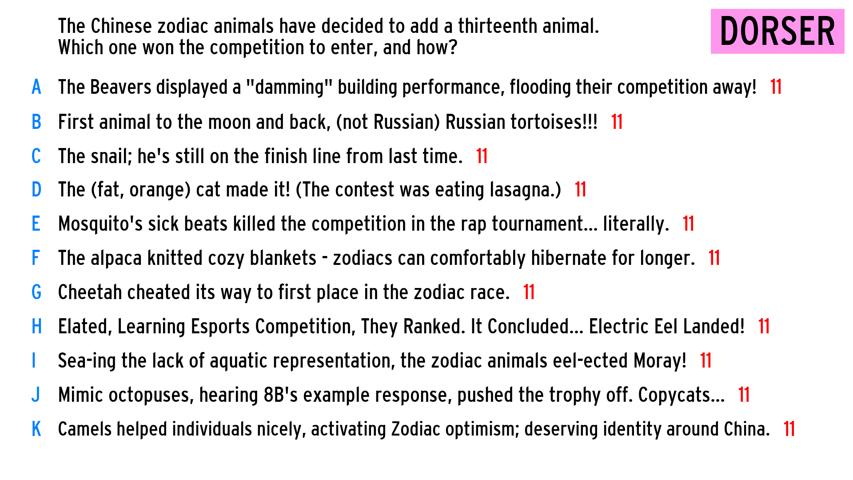 The Chinese zodiac animals have decided to add a thirteenth animal.
Which one won the competition to enter, and how?
DORSER
A The Beavers displayed a "damming" building performance, flooding their competition away! 11
B First animal to the moon and back, (not Russian) Russian tortoises!!! 11
C The snail; he's still on the finish line from last time. 11
D The (fat, orange) cat made it! (The contest was eating lasagna.) 11
E Mosquito's sick beats killed the competition in the rap tournament... literally. 11
F The alpaca knitted cozy blankets - zodiacs can comfortably hibernate for longer. 11
G Cheetah cheated its way to first place in the zodiac race. 11
H Elated, Learning Esports Competition, They Ranked. It Concluded... Electric Eel Landed! 11
I Sea-ing the lack of aquatic representation, the zodiac animals eel-ected Moray! 11
J Mimic octopuses, hearing 8B's example response, pushed the trophy off. Copycats... 11
K Camels helped individuals nicely, activating Zodiac optimism; deserving identity around China. 11